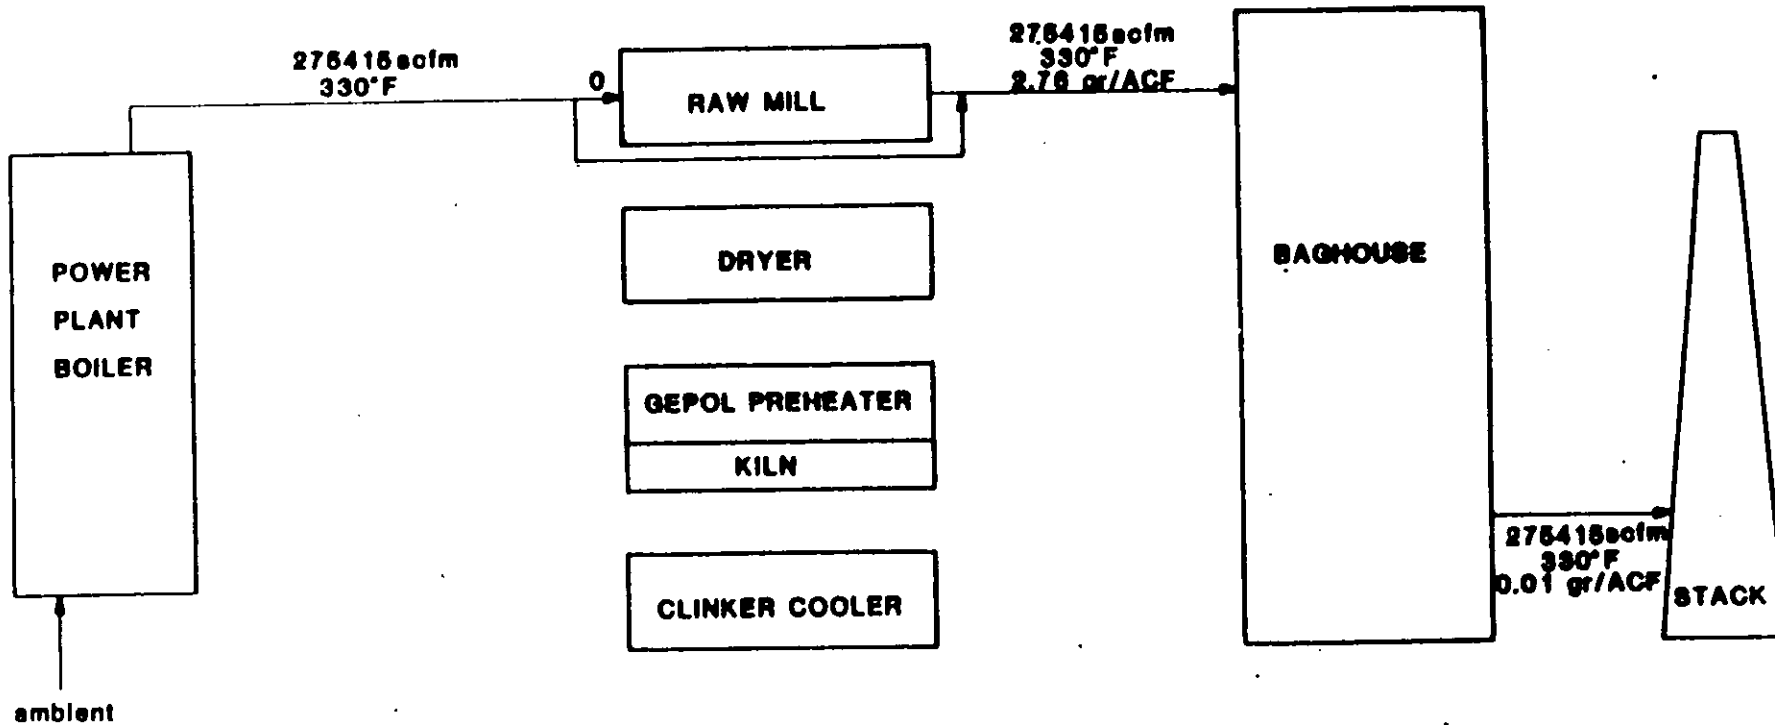 275415scfm
330°F
0
RAW MILL
275415scfm
330°F
2.76 gr/ACF
POWER
PLANT
BOILER
DRYER
BAGHOUSE
GEPOL PREHEATER
KILN
CLINKER COOLER
275415scfm
330°F
0.01 gr/ACF
STACK
ambient